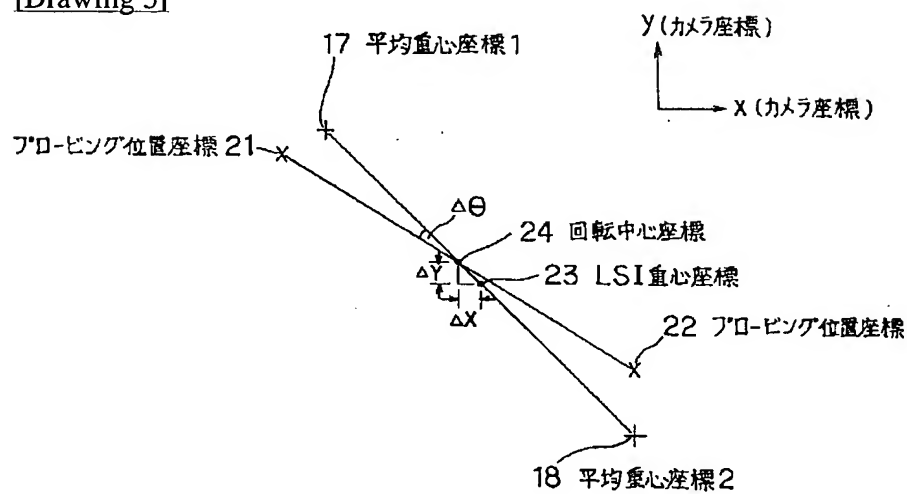 [Drawing 5]
Y(カメラ座標)
17 平均重心座標1
X(カメラ座標)
プロービング位置座標 21
Δθ
24 回転中心座標
ΔY
23 LSI重心座標
ΔX
22 プロービング位置座標
18 平均重心座標2